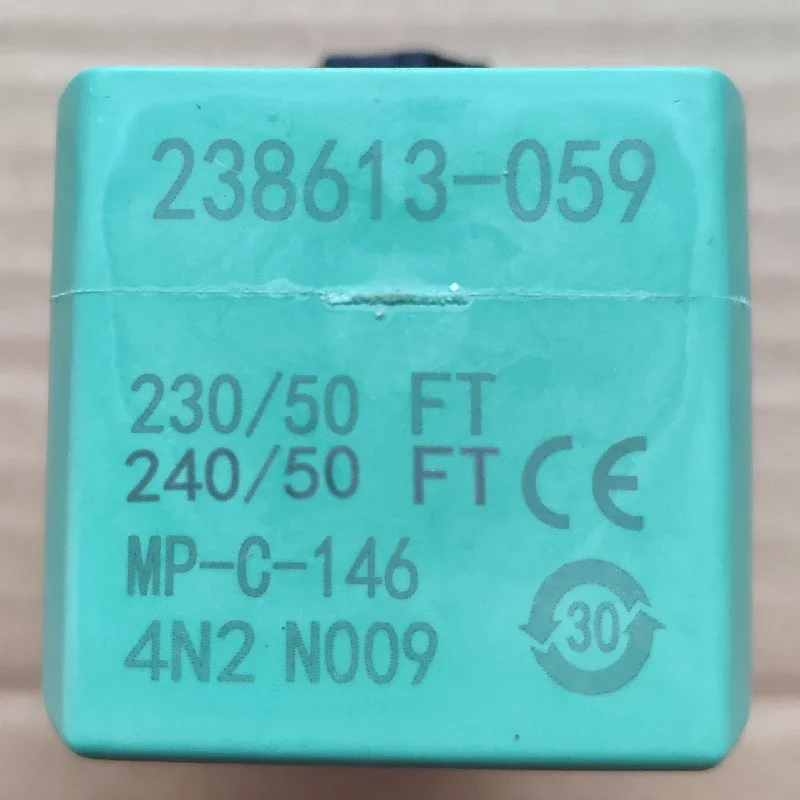 238613-059
230/50 FT
240/50 FT CE
MP-C-146
30
4N2 N009